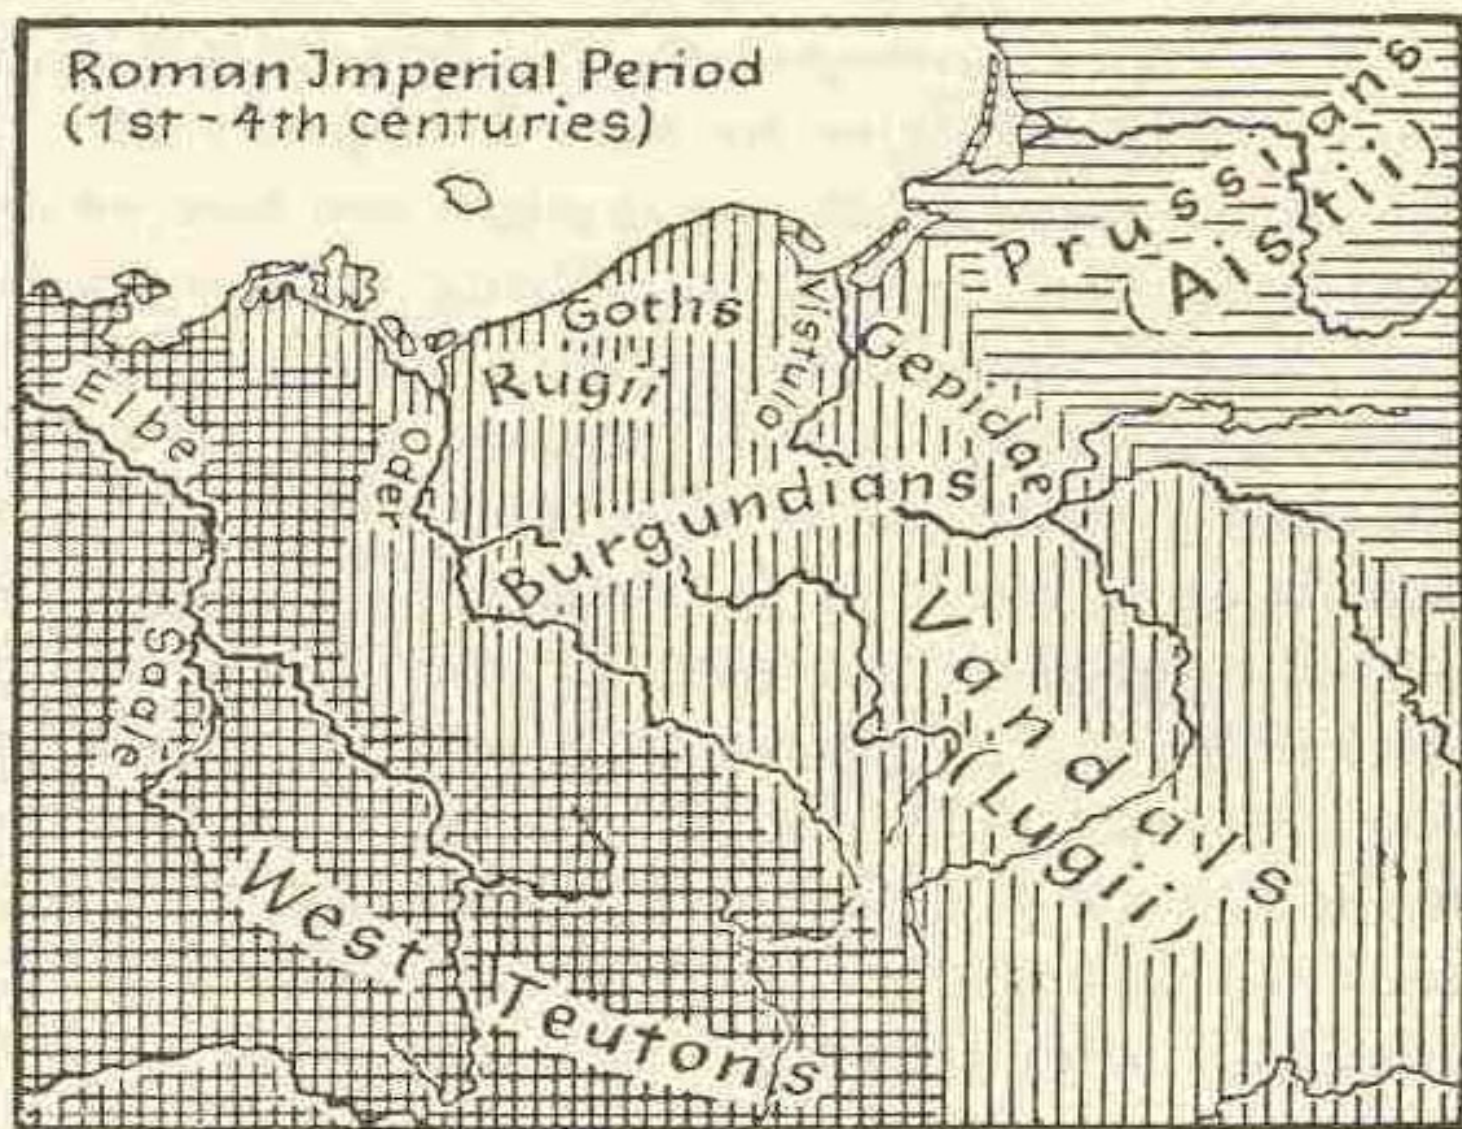 Roman Imperial Period
(1st-4th centuries)
Prussians
(Aistii)
Goths
Rugii
Vistula
Gepidae
Elbe
Oder
Burgundians
Saale
Vandals
(Lugii)
West
Teutons